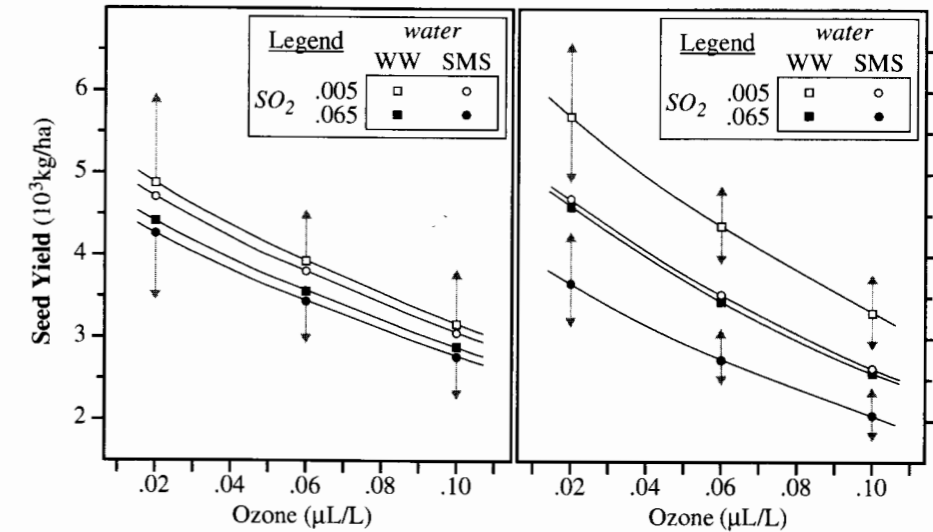 Legend
water
WW SMS
SO2 .005
.065
Legend
water
WW SMS
SO2 .005
.065
Seed Yield (10³kg/ha)
6
5
4
3
2
.02 .04 .06 .08 .10
Ozone (μL/L)
.02 .04 .06 .08 .10
Ozone (μL/L)